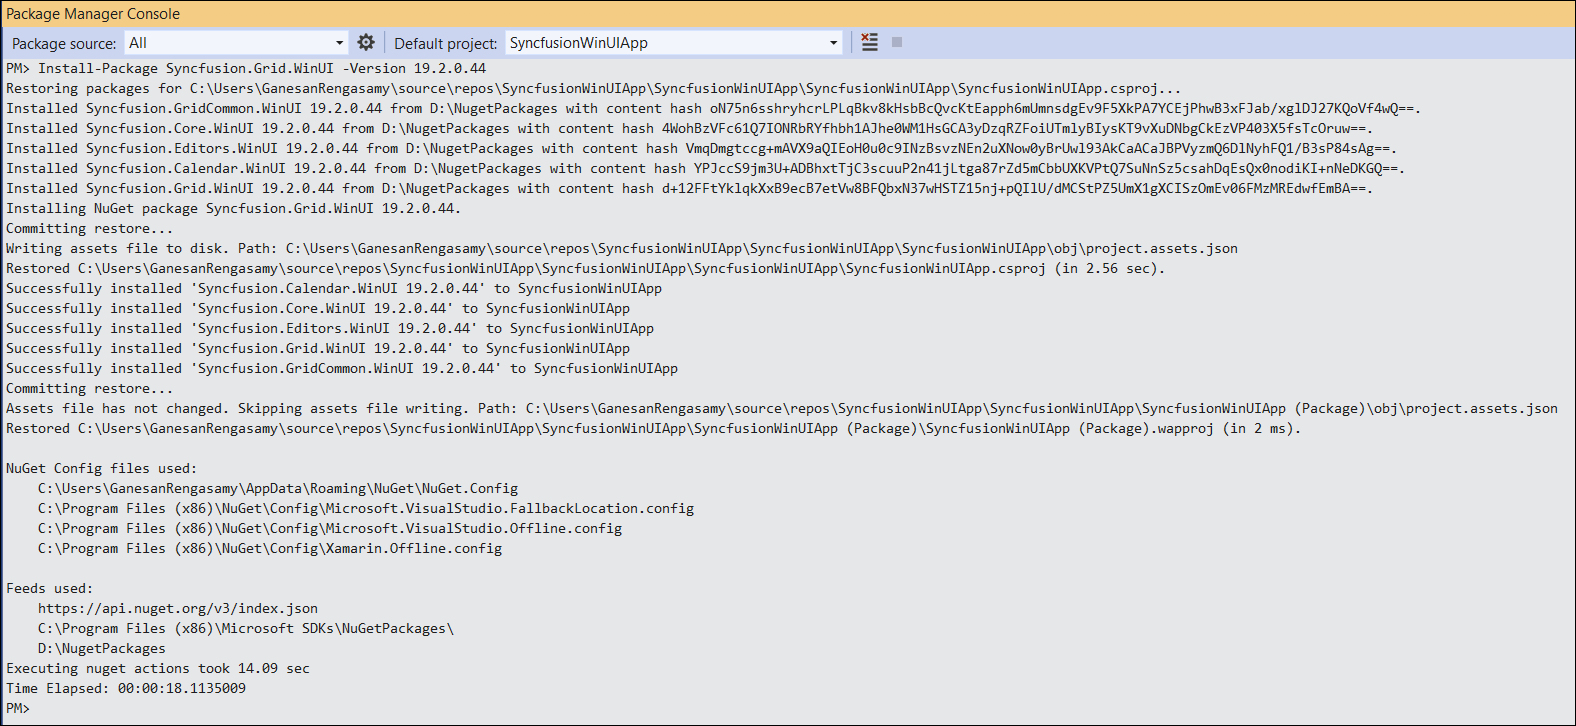 Package Manager Console
Package source: All Default project: SyncfusionWinUIApp
PM> Install-Package Syncfusion.Grid.WinUI -Version 19.2.0.44
Restoring packages for C:\Users\GanesanRengasamy\source\repos\SyncfusionWinUIApp\SyncfusionWinUIApp\SyncfusionWinUIApp\SyncfusionWinUIApp.csproj...
Installed Syncfusion.GridCommon.WinUI 19.2.0.44 from D:\NugetPackages with content hash oN75n6sshryhcrLPLqBkv8kHsbBcQvcKtEapph6mUmnsdgEv9F5XkPA7YCEjPhwB3xFJab/xglDJ27KQoVf4wQ==.
Installed Syncfusion.Core.WinUI 19.2.0.44 from D:\NugetPackages with content hash 4WohBzVFc61Q7IONRbRYfhbh1AJhe0WM1HsGCA3yDzqRZFoiUTmlyBIysKT9vXuDNbgCkEzVP403X5fsTcOruw==.
Installed Syncfusion.Editors.WinUI 19.2.0.44 from D:\NugetPackages with content hash VmqDmgtccg+mAVX9aQIEoH0u0c9INzBsvzNEn2uXNow0yBrUwl93AkCaACaJBPVyzmQ6DlNyhFQ1/B3sP84sAg==.
Installed Syncfusion.Calendar.WinUI 19.2.0.44 from D:\NugetPackages with content hash YPJccS9jm3U+ADBhxtTjC3scuuP2n41jLtga87rZd5mCbbUXKVPtQ7SuNnSz5csahDqEsQx0nodiKI+nNeDKGQ==.
Installed Syncfusion.Grid.WinUI 19.2.0.44 from D:\NugetPackages with content hash d+12FFtYklqkXxB9ecB7etVw8BFQbxN37wHSTZ15nj+pQIlU/dMCStPZ5UmX1gXCISzOmEv06FMzMREdwfEmBA==.
Installing NuGet package Syncfusion.Grid.WinUI 19.2.0.44.
Committing restore...
Writing assets file to disk. Path: C:\Users\GanesanRengasamy\source\repos\SyncfusionWinUIApp\SyncfusionWinUIApp\SyncfusionWinUIApp\obj\project.assets.json
Restored C:\Users\GanesanRengasamy\source\repos\SyncfusionWinUIApp\SyncfusionWinUIApp\SyncfusionWinUIApp\SyncfusionWinUIApp.csproj (in 2.56 sec).
Successfully installed 'Syncfusion.Calendar.WinUI 19.2.0.44' to SyncfusionWinUIApp
Successfully installed 'Syncfusion.Core.WinUI 19.2.0.44' to SyncfusionWinUIApp
Successfully installed 'Syncfusion.Editors.WinUI 19.2.0.44' to SyncfusionWinUIApp
Successfully installed 'Syncfusion.Grid.WinUI 19.2.0.44' to SyncfusionWinUIApp
Successfully installed 'Syncfusion.GridCommon.WinUI 19.2.0.44' to SyncfusionWinUIApp
Committing restore...
Assets file has not changed. Skipping assets file writing. Path: C:\Users\GanesanRengasamy\source\repos\SyncfusionWinUIApp\SyncfusionWinUIApp\SyncfusionWinUIApp (Package)\obj\project.assets.json
Restored C:\Users\GanesanRengasamy\source\repos\SyncfusionWinUIApp\SyncfusionWinUIApp\SyncfusionWinUIApp (Package)\SyncfusionWinUIApp (Package).wapproj (in 2 ms).
NuGet Config files used:
C:\Users\GanesanRengasamy\AppData\Roaming\NuGet\NuGet.Config
C:\Program Files (x86)\NuGet\Config\Microsoft.VisualStudio.FallbackLocation.config
C:\Program Files (x86)\NuGet\Config\Microsoft.VisualStudio.Offline.config
C:\Program Files (x86)\NuGet\Config\Xamarin.Offline.config
Feeds used:
https://api.nuget.org/v3/index.json
C:\Program Files (x86)\Microsoft SDKs\NuGetPackages\
D:\NugetPackages
Executing nuget actions took 14.09 sec
Time Elapsed: 00:00:18.1135009
PM>